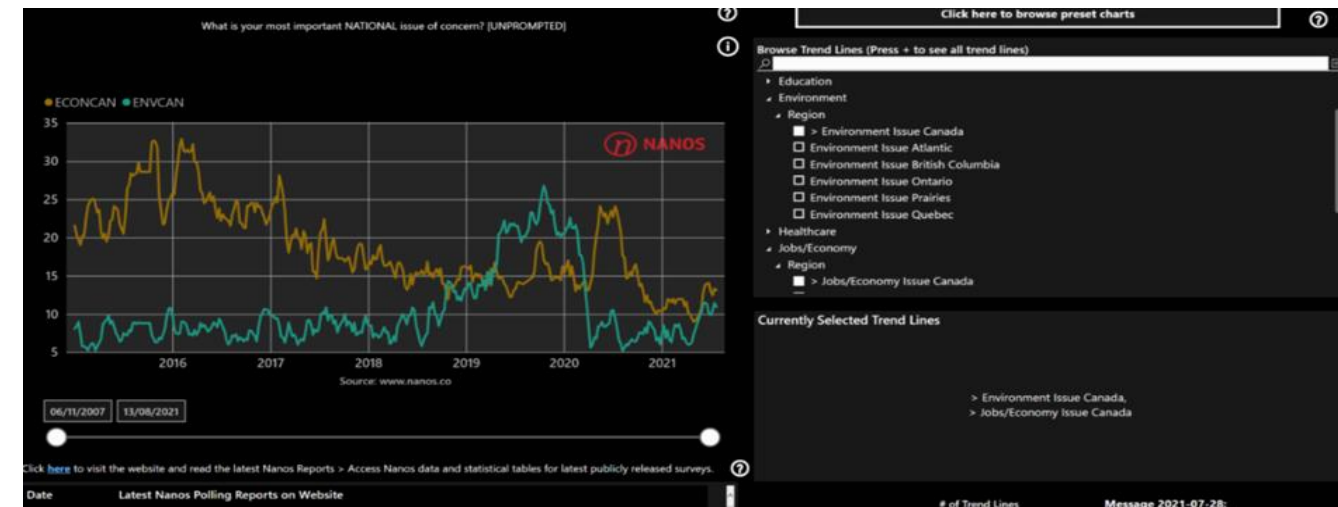 What is your most important NATIONAL issue of concern? [UNPROMPTED]
ECONCAN ENVCAN
NANOS
35
30
25
20
15
10
5
2016 2017 2018 2019 2020 2021
Source: www.nanos.co
06/11/2007 13/08/2021
Click here to visit the website and read the latest Nanos Reports > Access Nanos data and statistical tables for latest publicly released surveys.
Date Latest Nanos Polling Reports on Website
Click here to browse preset charts
Browse Trend Lines (Press + to see all trend lines)
Education
Environment
Region
> Environment Issue Canada
Environment Issue Atlantic
Environment Issue British Columbia
Environment Issue Ontario
Environment Issue Prairies
Environment Issue Quebec
Healthcare
Jobs/Economy
Region
> Jobs/Economy Issue Canada
Currently Selected Trend Lines
> Environment Issue Canada,
> Jobs/Economy Issue Canada
# of Trend Lines Message 2021-07-28: